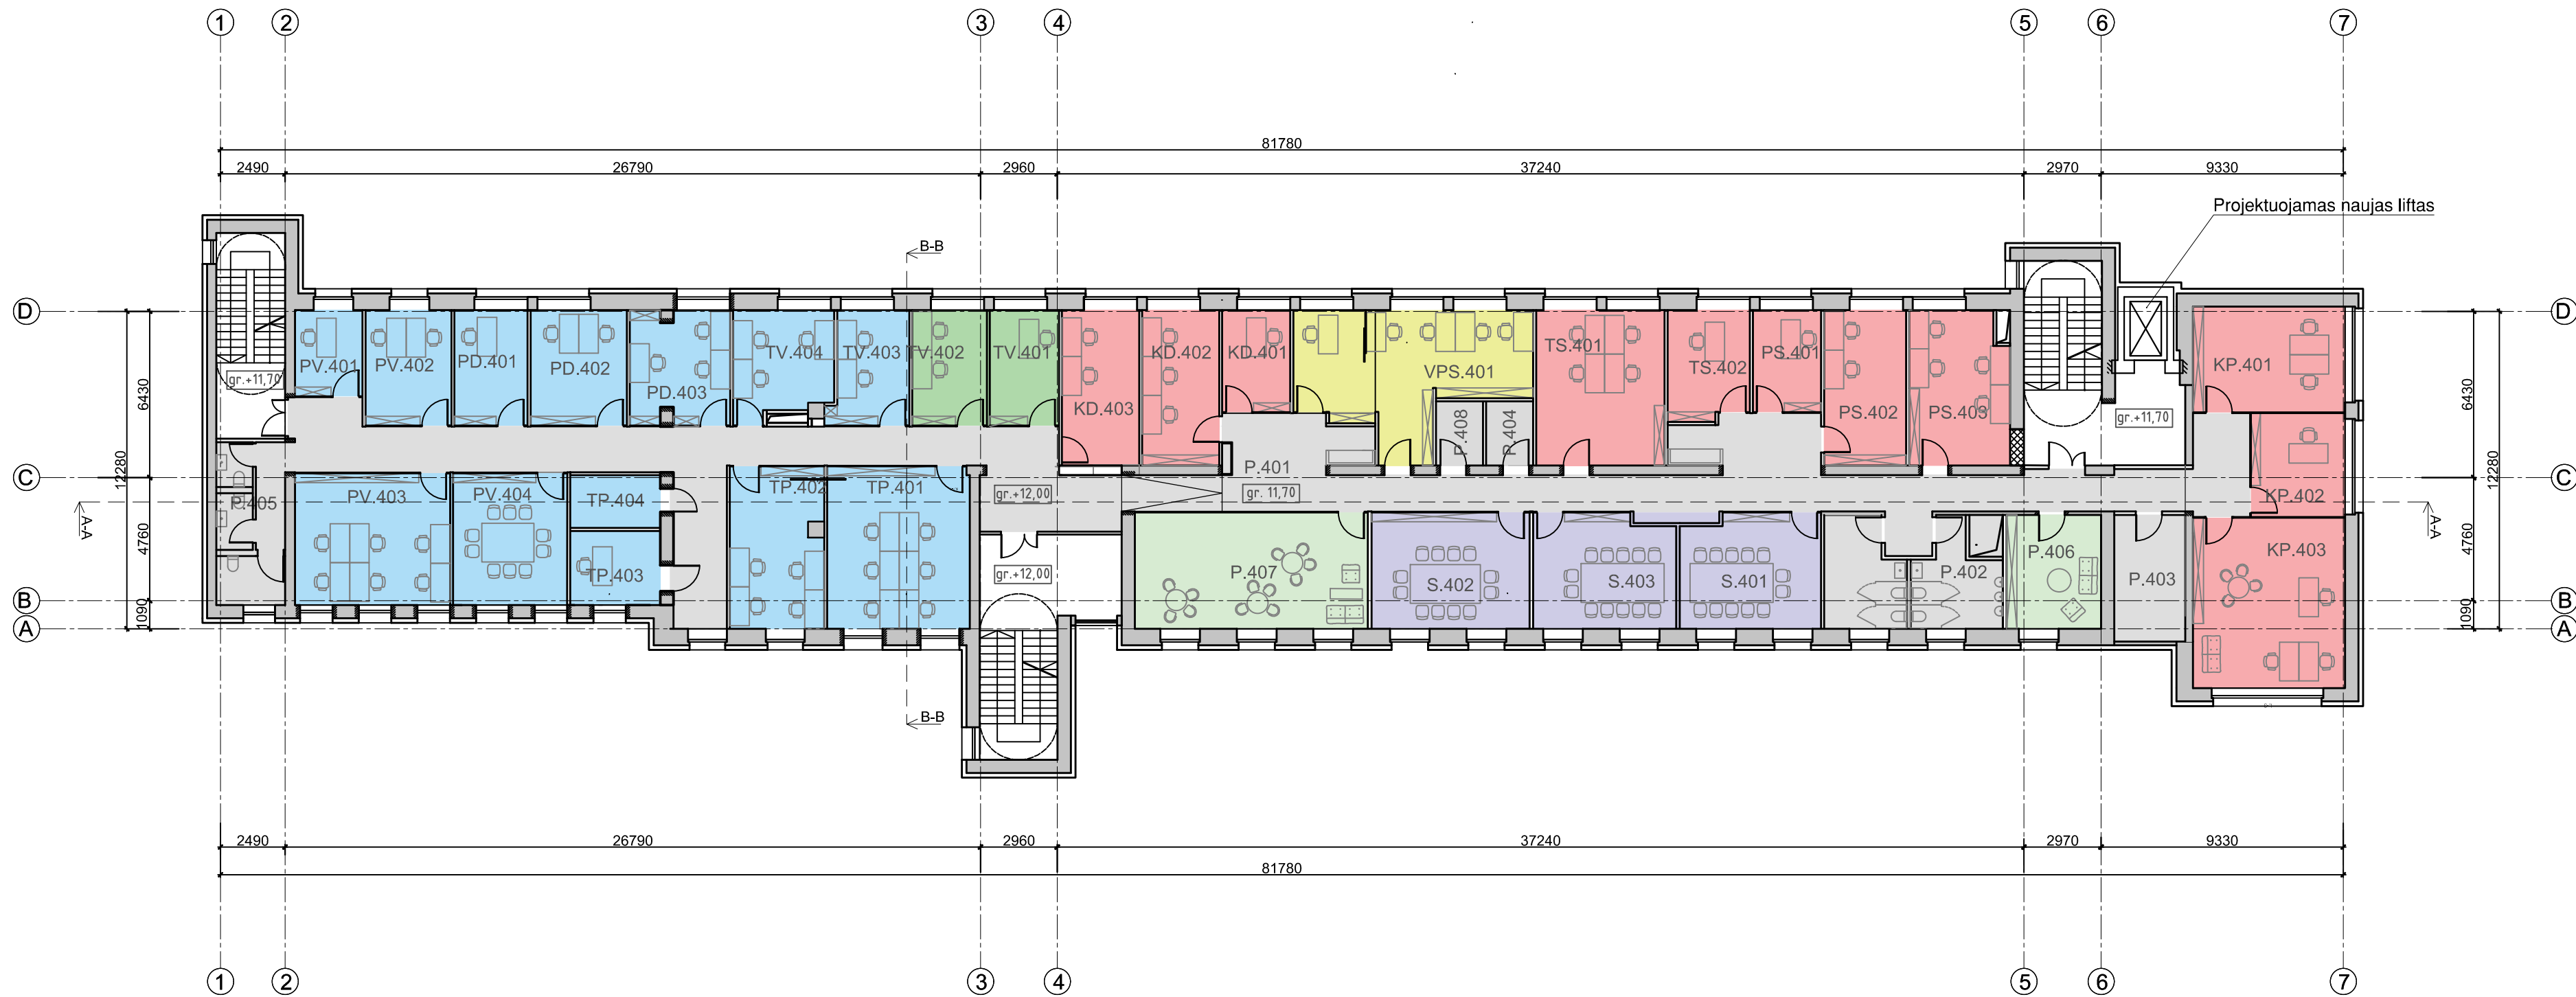 1 2 3 4 5 6 7
81780
2490 26790 2960 37240 2970 9330
Projektuojamas naujas liftas
B-B
D D
PV.401 PV.402 PD.401 PD.402 PD.403 TV.404 TV.403 TV.402 TV.401 KD.403 KD.402 KD.401 VPS.401 TS.401 TS.402 PS.401 PS.402 PS.403 KP.401
gr.+11,70 gr.+11,70
6430 6430
P.408 P.404
12280 12280
P.401
C C
PV.403 PV.404 TP.404 TP.402 TP.401 gr.+12,00 gr. 11,70 KP.402
P.405
A-A A-A
4760 4760
TP.403 gr.+12,00 P.407 S.402 S.403 S.401 P.402 P.406 P.403 KP.403
B B
1090 1090
A A
B-B
2490 26790 2960 37240 2970 9330
81780
1 2 3 4 5 6 7